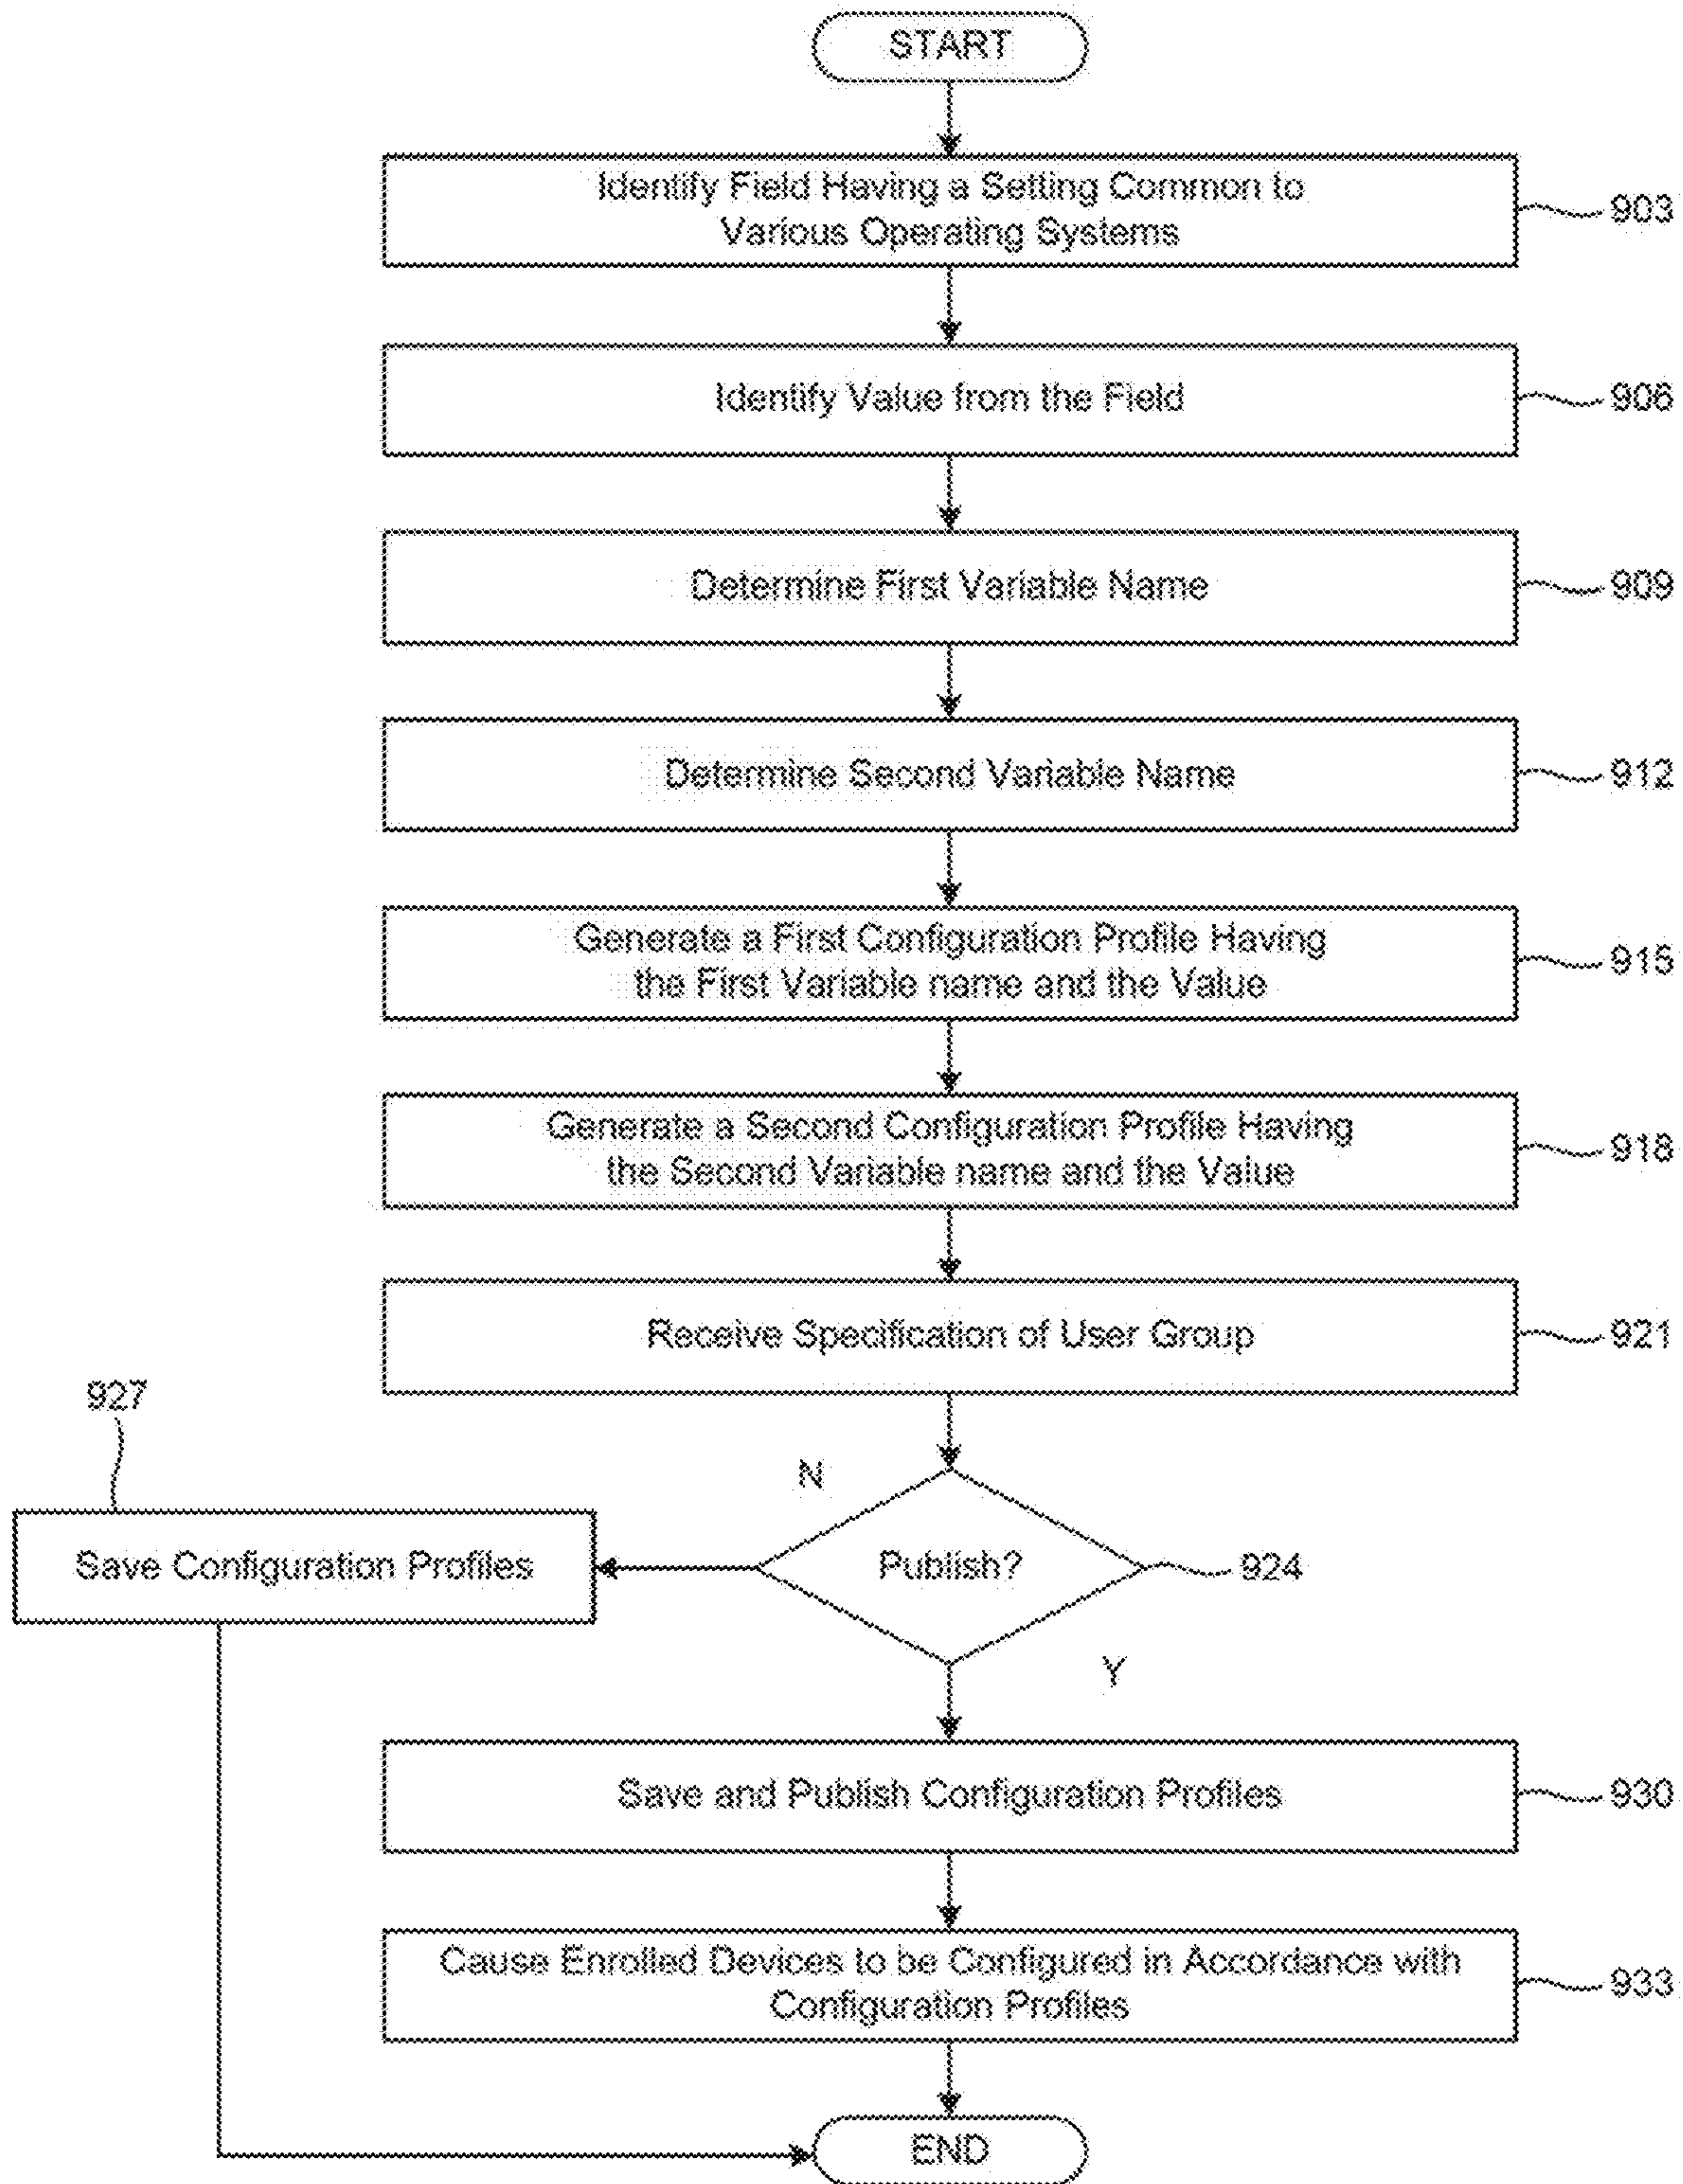 START
Identify Field Having a Setting Common to
Various Operating Systems
903
Identify Value from the Field
906
Determine First Variable Name
909
Determine Second Variable Name
912
Generate a First Configuration Profile Having
the First Variable name and the Value
915
Generate a Second Configuration Profile Having
the Second Variable name and the Value
918
Receive Specification of User Group
921
927
N
Save Configuration Profiles
Publish?
924
Y
Save and Publish Configuration Profiles
930
Cause Enrolled Devices to be Configured in Accordance with
Configuration Profiles
933
END